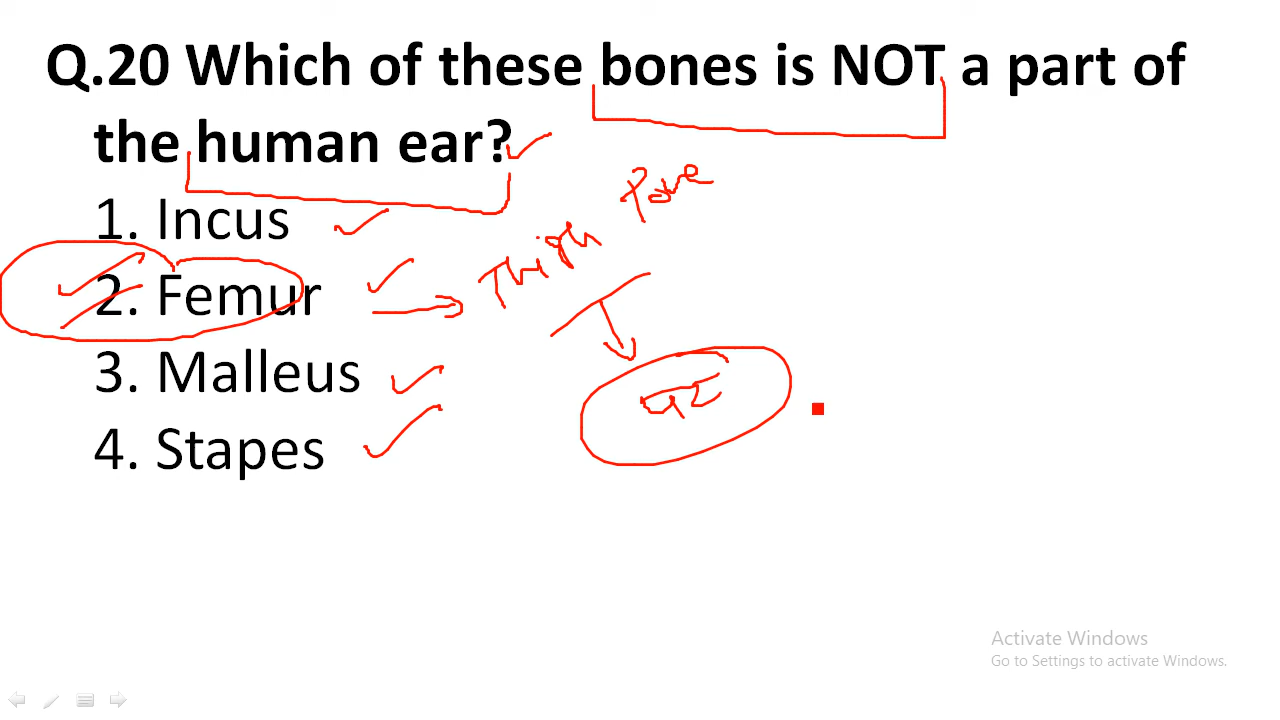 Q.20 Which of these bones is NOT a part of
the human ear?
1. Incus
2. Femur
Thigh
3. Malleus
4. Stapes
Activate Windows
Go to Settings to activate Windows.